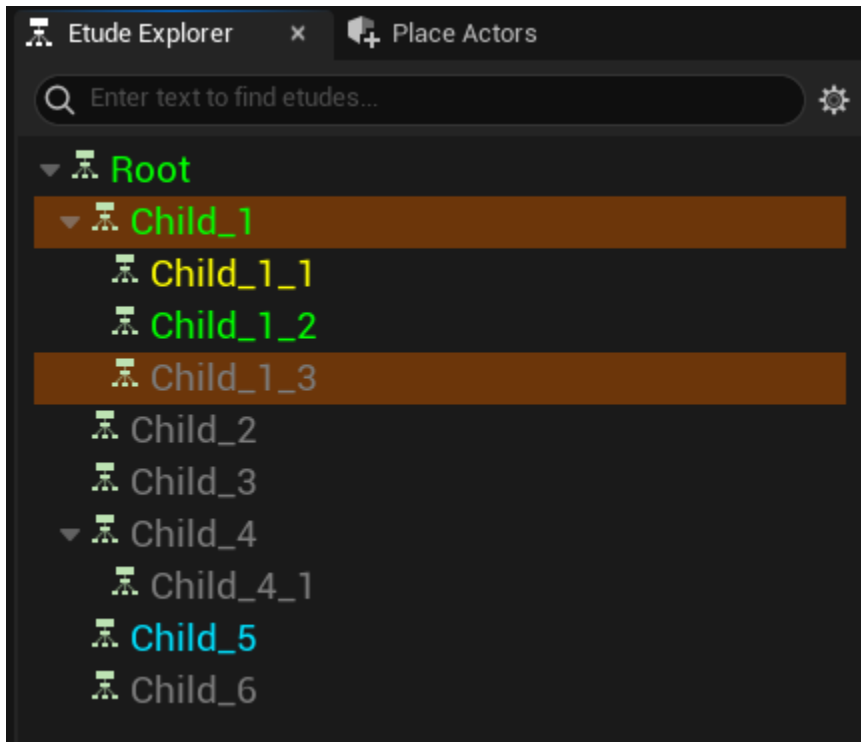 Etude Explorer × Place Actors
Enter text to find etudes...
Root
Child_1
Child_1_1
Child_1_2
Child_1_3
Child_2
Child_3
Child_4
Child_4_1
Child_5
Child_6